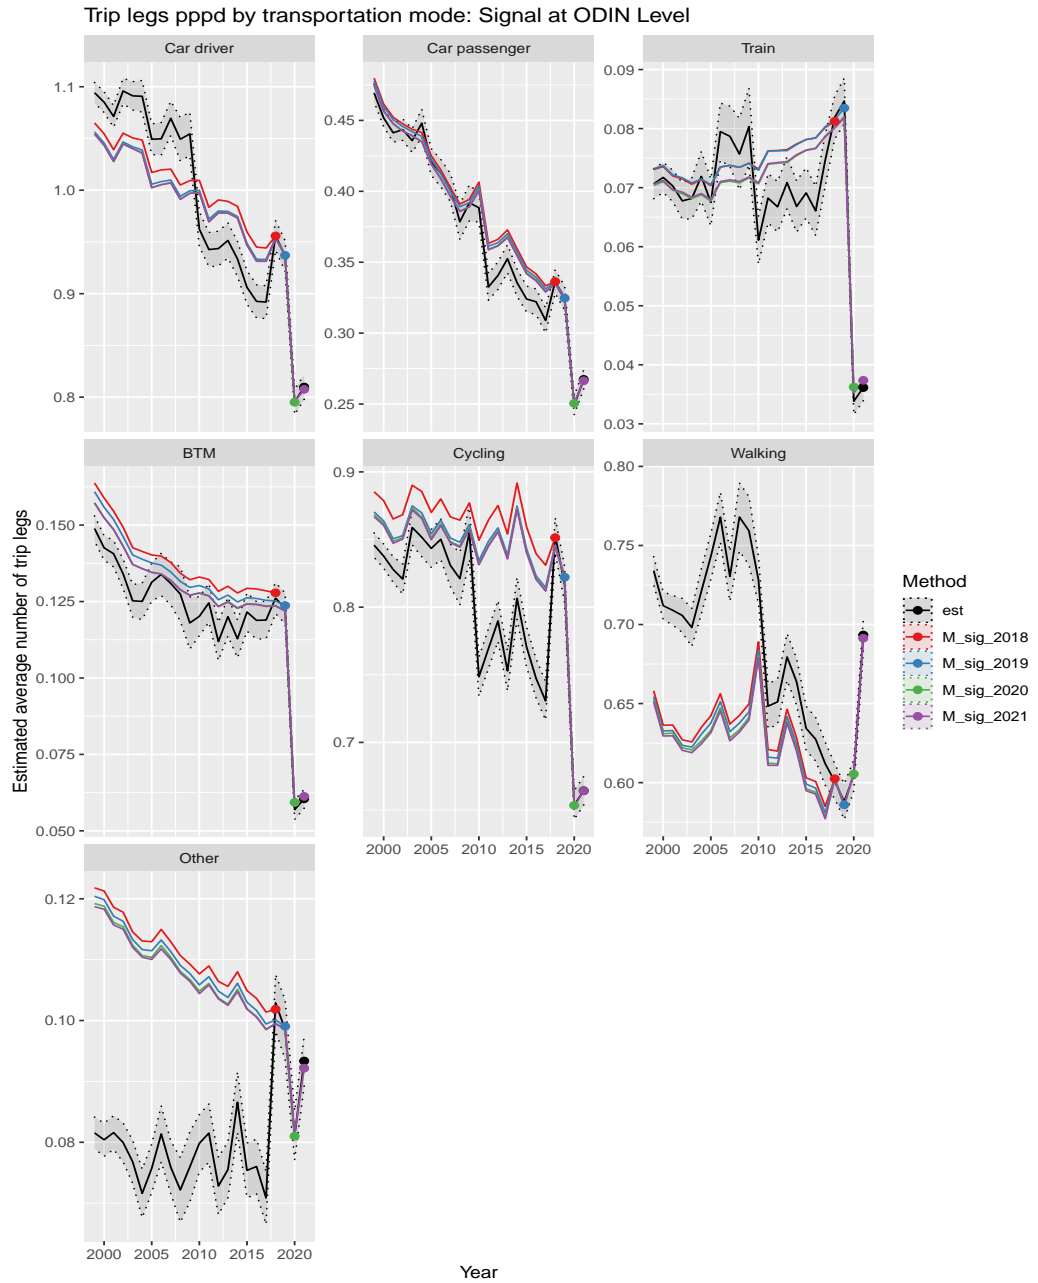 Trip legs pppd by transportation mode: Signal at ODIN Level
Car driver
Car passenger
Train
1.1
1.0
0.9
0.8
0.45
0.40
0.35
0.30
0.25
0.09
0.08
0.07
0.06
0.05
0.04
0.03
BTM
Cycling
Walking
0.150
0.125
0.100
0.075
0.050
0.9
0.8
0.7
0.80
0.75
0.70
0.65
0.60
2000 2005 2010 2015 2020
2000 2005 2010 2015 2020
Other
0.12
0.10
0.08
2000 2005 2010 2015 2020
Year
Estimated average number of trip legs
Method
est
M_sig_2018
M_sig_2019
M_sig_2020
M_sig_2021